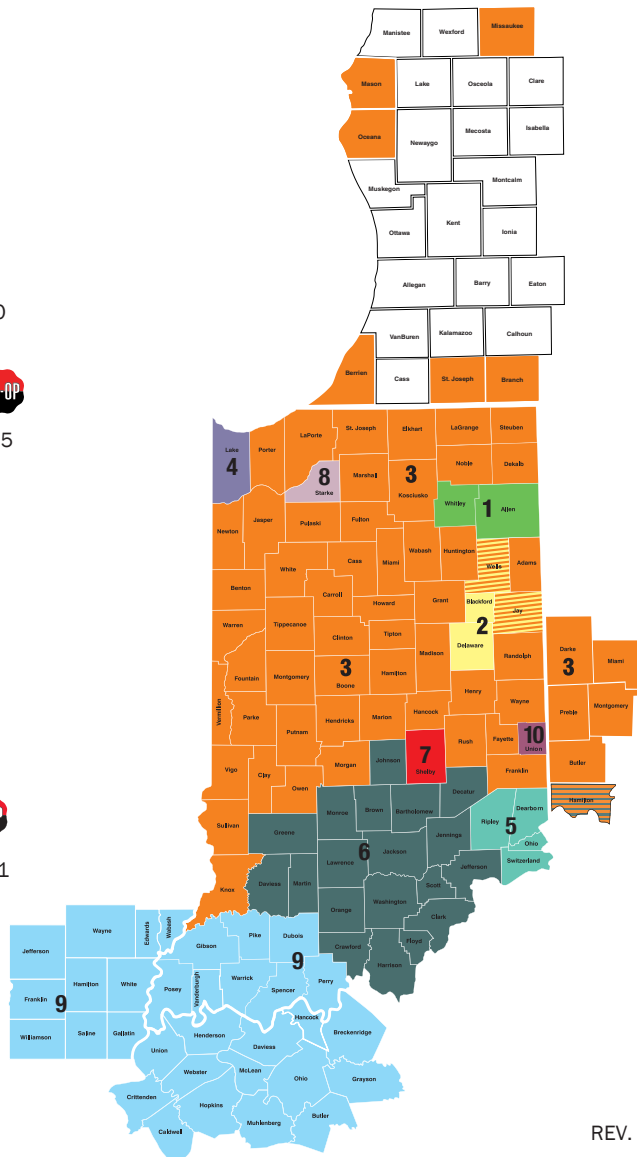 Manistee Wexford Missaukee
Mason Lake Osceola Clare
Oceana Newaygo Mecosta Isabella
Muskegon Montcalm
Ottawa Kent Ionia
Allegan Barry Eaton
VanBuren Kalamazoo Calhoun
Berrien Cass St. Joseph Branch
-OP
5
Lake Porter LaPorte St. Joseph Elkhart LaGrange Steuben
4 8 3 Noble Dekalb
Starke Marshall Kosciusko Whitley 1 Allen
Newton Jasper Pulaski Fulton
White Cass Miami Wabash Huntington Wells Adams
Benton Carroll Grant Blackford Jay
Warren Tippecanoe Howard 2
Clinton Tipton Madison Delaware Randolph Darke Miami
3 3
Fountain Montgomery Boone Hamilton Henry Wayne Preble Montgomery
Vermillion Parke Putnam Hendricks Marion Hancock
7 Rush Fayette 10 Butler
Vigo Clay Owen Morgan Johnson Shelby Union
Franklin Hamilton
Sullivan Greene Monroe Brown Bartholomew Decatur Ripley Dearborn
5
Ohio
Lawrence 6 Jackson Jennings Switzerland
Knox Daviess Martin Jefferson
Orange Washington Scott
Clark
Crawford Floyd
Harrison
1
Jefferson Wayne Edwards Wabash Gibson Pike Dubois
9
Franklin Hamilton White Posey Vanderburgh Warrick Spencer Perry
9
Williamson Saline Gallatin Hancock Breckenridge
Union Henderson Daviess
Webster McLean Ohio Grayson
Crittenden Hopkins Butler
Caldwell Muhlenberg
REV.